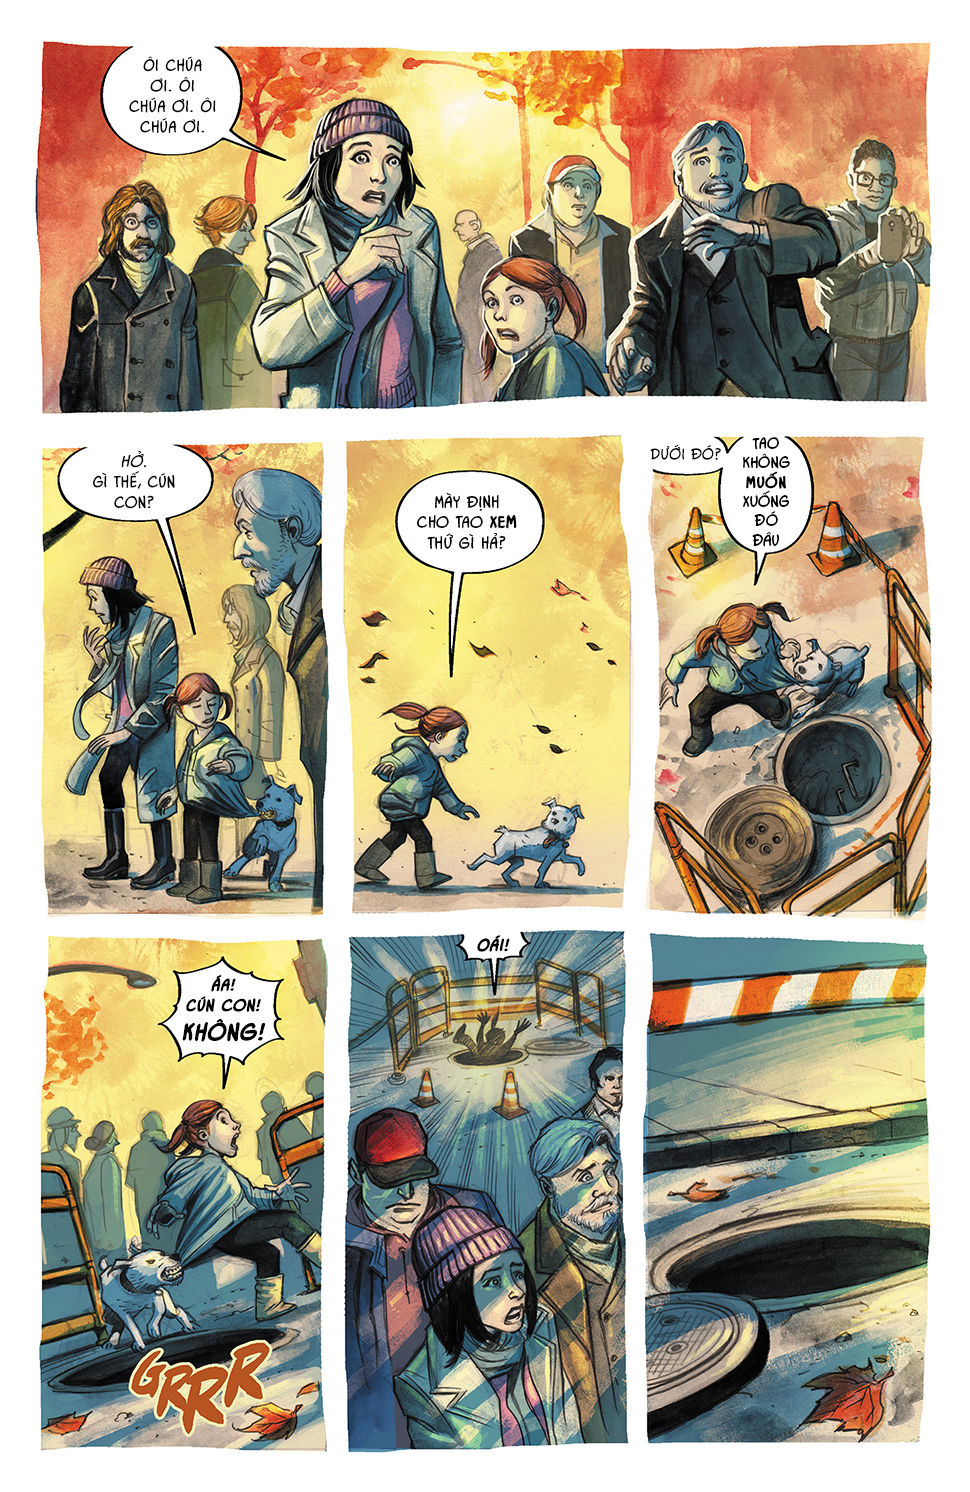 ÔI CHÚA
ƠI. ÔI
CHÚA ƠI. ÔI
CHÚA ƠI.
HỞ.
GÌ THẾ, CÚN
CON?
MÀY ĐỊNH
CHO TAO XEM
THỨ GÌ HẢ?
DƯỚI ĐÓ?
TAO
KHÔNG
MUỐN
XUỐNG
ĐÓ
ĐÂU
ÁA!
CÚN CON!
KHÔNG!
GRRR
OÁI!